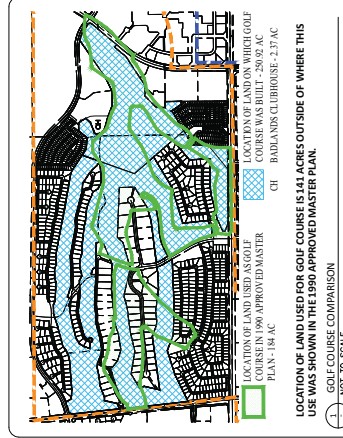 CH
LOCATION OF LAND USED AS GOLF
COURSE IN 1990 APPROVED MASTER
PLAN - 184 AC
LOCATION OF LAND ON WHICH GOLF
COURSE WAS BUILT - 250.92 AC
CH BADLANDS CLUBHOUSE - 2.37 AC
LOCATION OF LAND USED FOR GOLF COURSE IS 141 ACRES OUTSIDE OF WHERE THIS
USE WAS SHOWN IN THE 1990 APPROVED MASTER PLAN.
1 GOLF COURSE COMPARISON
NOT TO SCALE